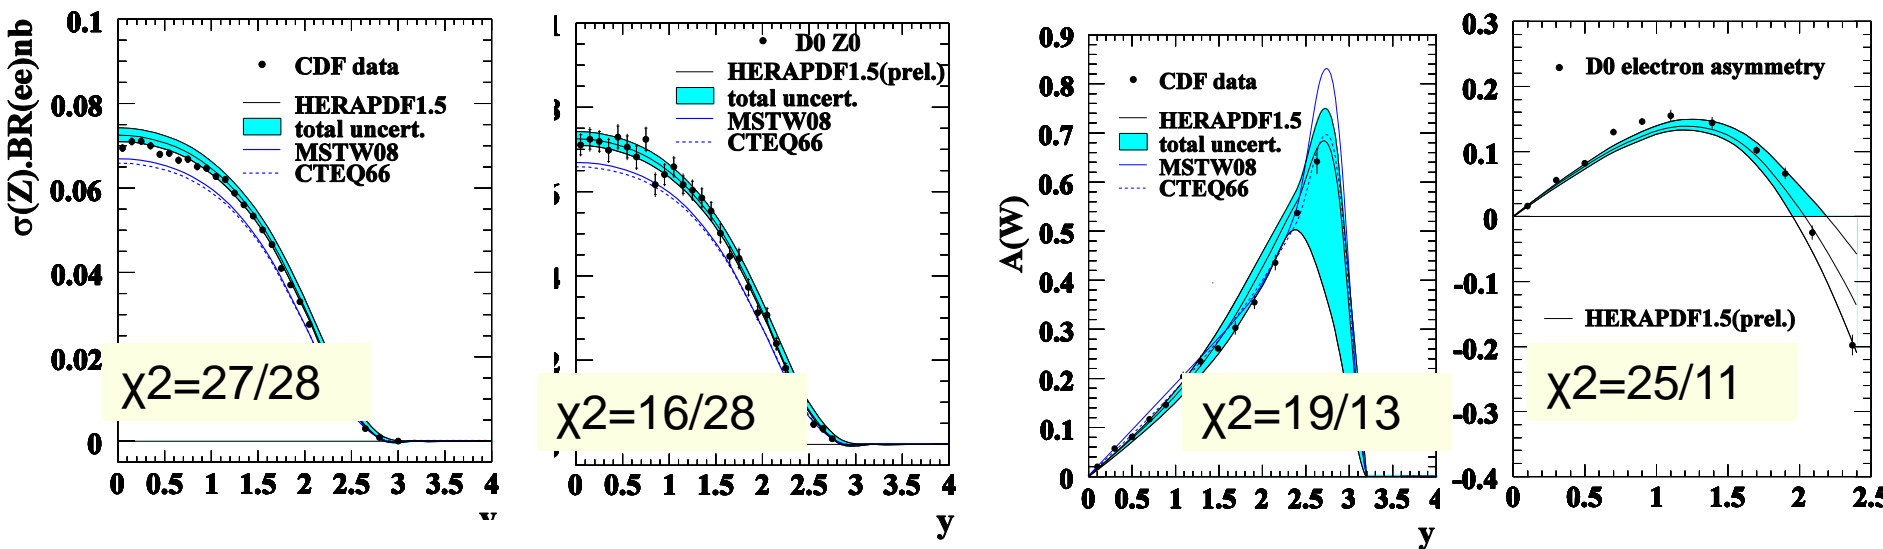 0.1
0.08
0.06
0.04
0.02
0
σ(Z).BR(ee)nb
CDF data
HERAPDF1.5
total uncert.
MSTW08
CTEQ66
χ2=27/28
0 0.5 1 1.5 2 2.5 3 3.5 4
y
D0 Z0
HERAPDF1.5(prel.)
total uncert.
MSTW08
CTEQ66
χ2=16/28
0 0.5 1 1.5 2 2.5 3 3.5 4
y
0.9
0.8
0.7
0.6
0.5
0.4
0.3
0.2
0.1
0
A(W)
CDF data
HERAPDF1.5
total uncert.
MSTW08
CTEQ66
χ2=19/13
0 0.5 1 1.5 2 2.5 3 3.5 4
y
0.3
0.2
0.1
0
-0.1
-0.2
-0.3
-0.4
D0 electron asymmetry
HERAPDF1.5(prel.)
χ2=25/11
0 0.5 1 1.5 2 2.5